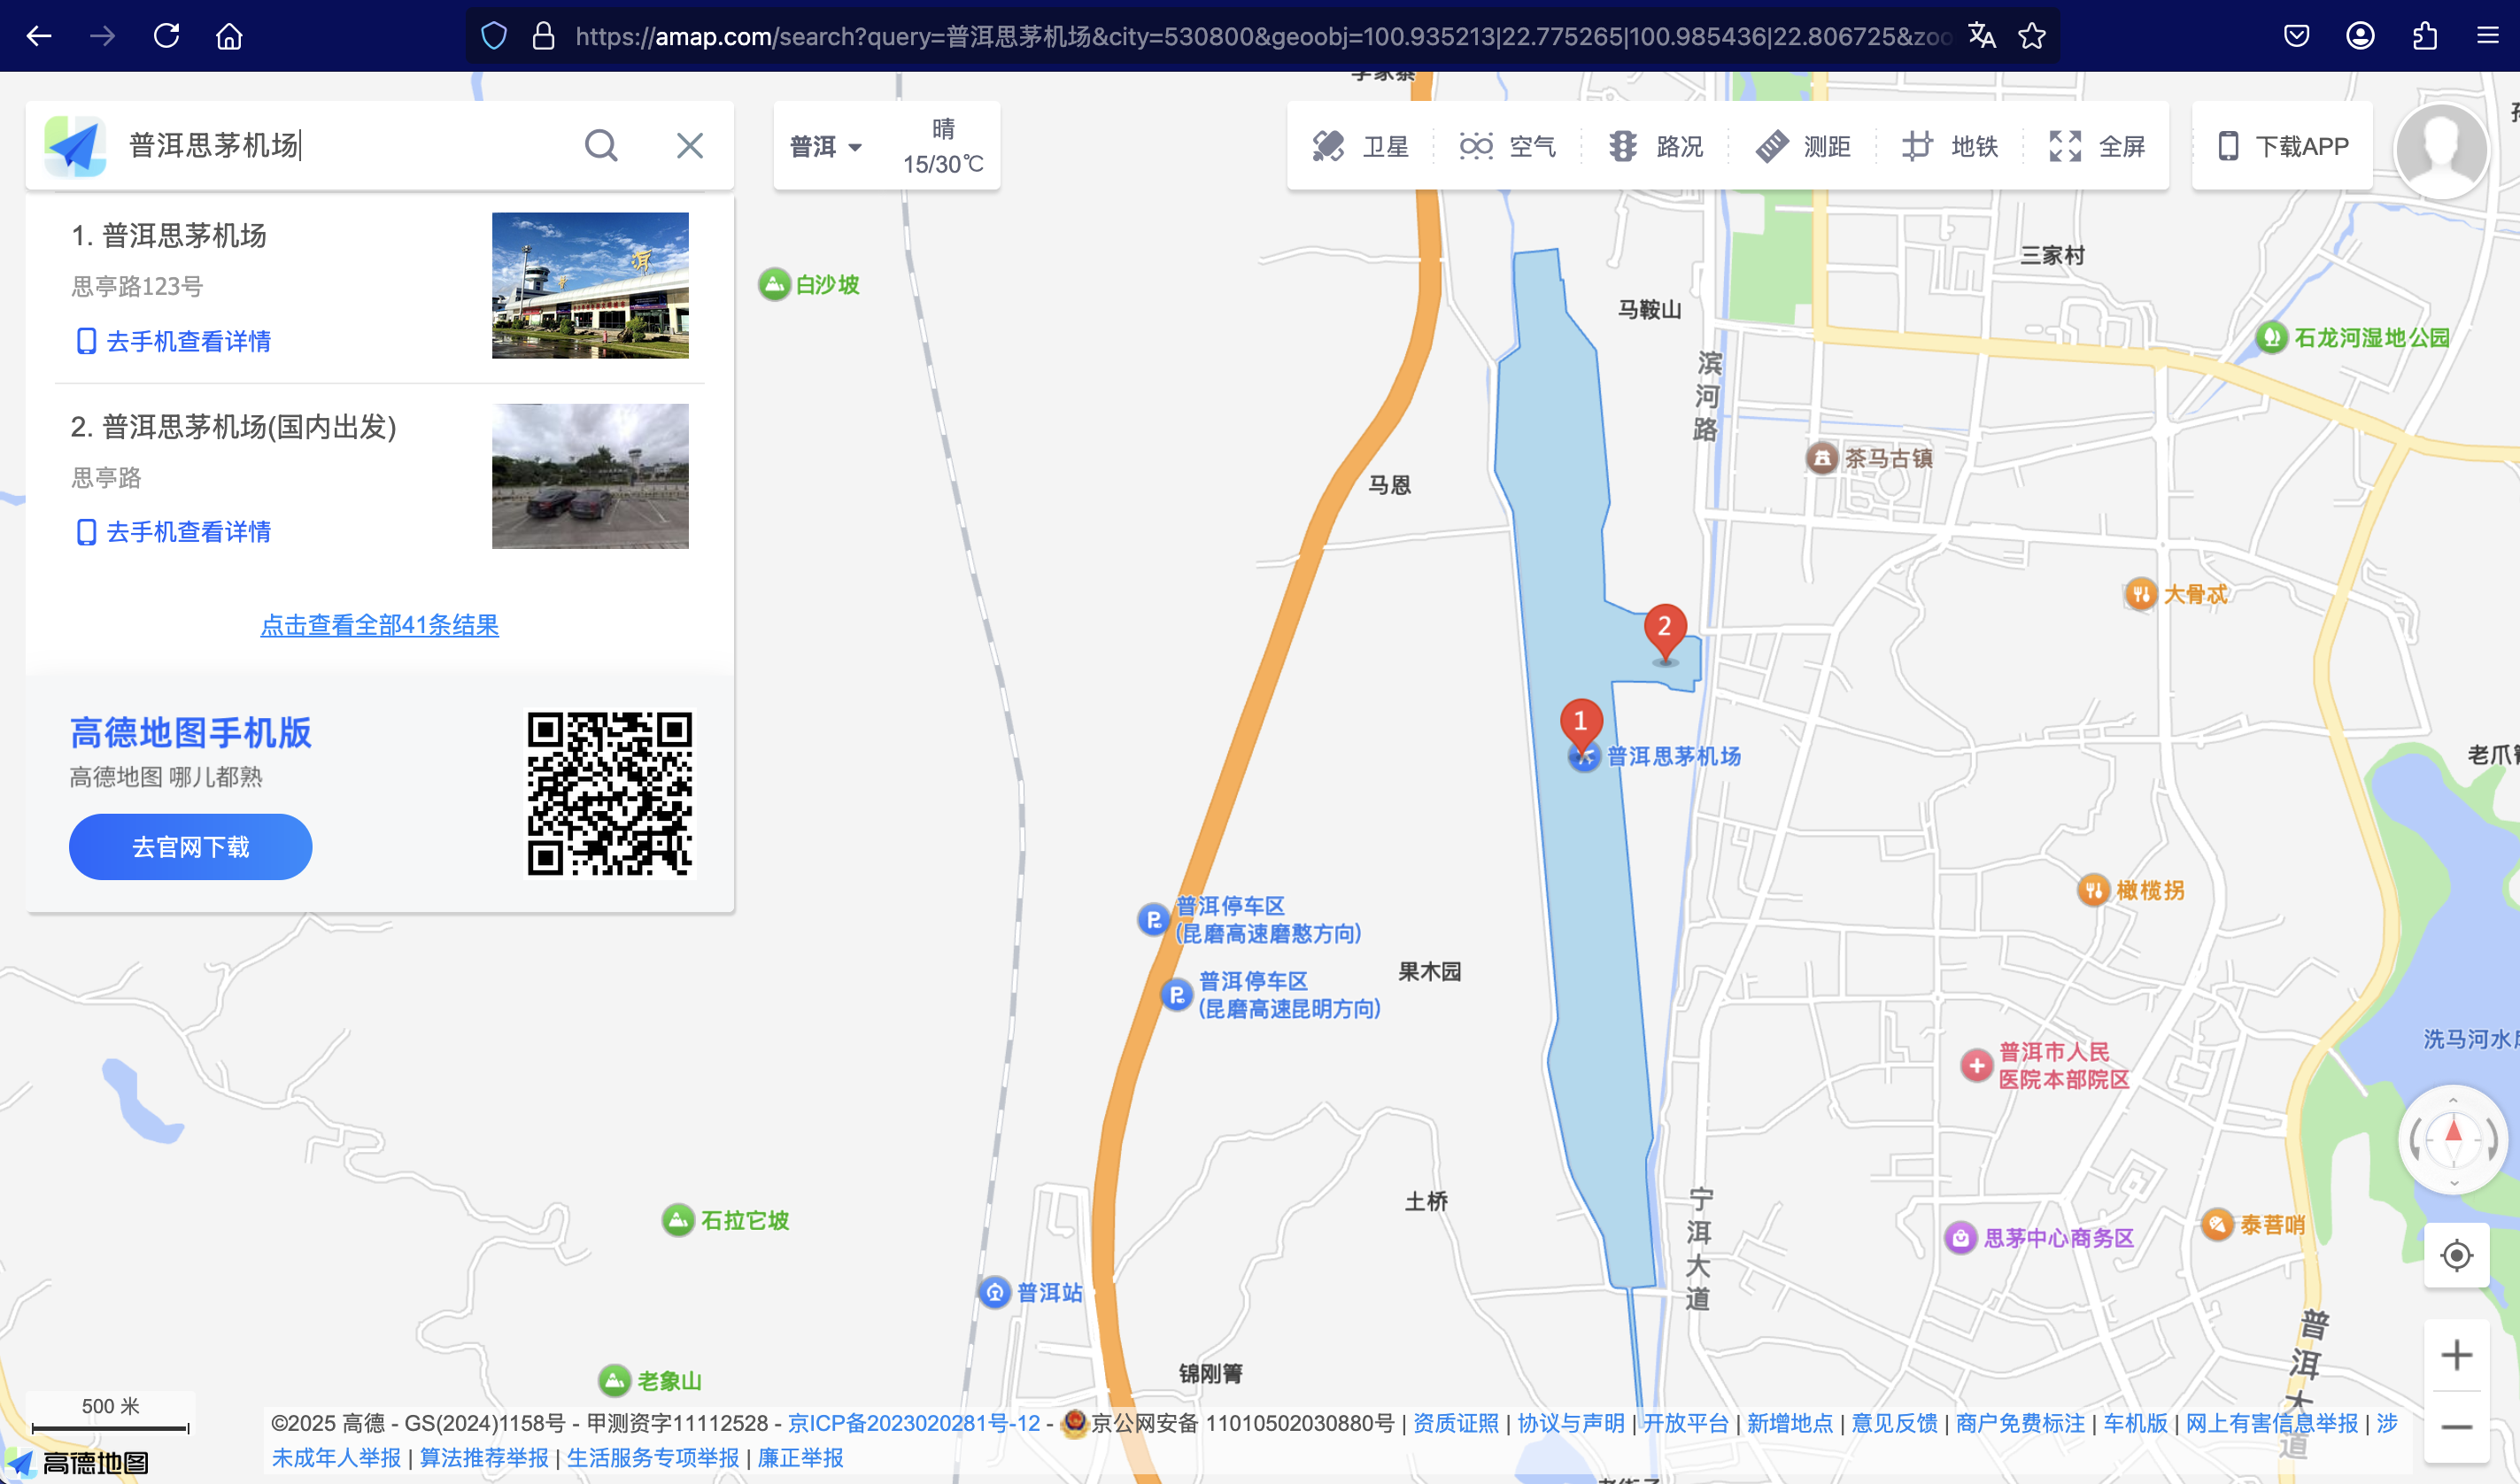 https://amap.com/search?query=普洱思茅机场&city=530800&geoobj=100.935213|22.775265|100.985436|22.806725&zoo
普洱思茅机场
普洱
晴
15/30℃
卫星
空气
路况
测距
地铁
全屏
下载APP
1. 普洱思茅机场
思亭路123号
去手机查看详情
2. 普洱思茅机场(国内出发)
思亭路
去手机查看详情
点击查看全部41条结果
高德地图手机版
高德地图 哪儿都熟
去官网下载
白沙坡
三家村
马鞍山
石龙河湿地公园
滨河路
茶马古镇
马恩
大骨忒
2
1
普洱思茅机场
普洱停车区
(昆磨高速磨憨方向)
橄榄拐
果木园
普洱停车区
(昆磨高速昆明方向)
洗马河水
普洱市人民
医院本部院区
土桥
宁洱大道
石拉它坡
思茅中心商务区
泰菩哨
普洱站
普洱大道
锦刚箐
老象山
500 米
高德地图
©2025 高德 - GS(2024)1158号 - 甲测资字11112528 - 京ICP备2023020281号-12 - 京公网安备 11010502030880号 | 资质证照 | 协议与声明 | 开放平台 | 新增地点 | 意见反馈 | 商户免费标注 | 车机版 | 网上有害信息举报 | 涉
未成年人举报 | 算法推荐举报 | 生活服务专项举报 | 廉正举报